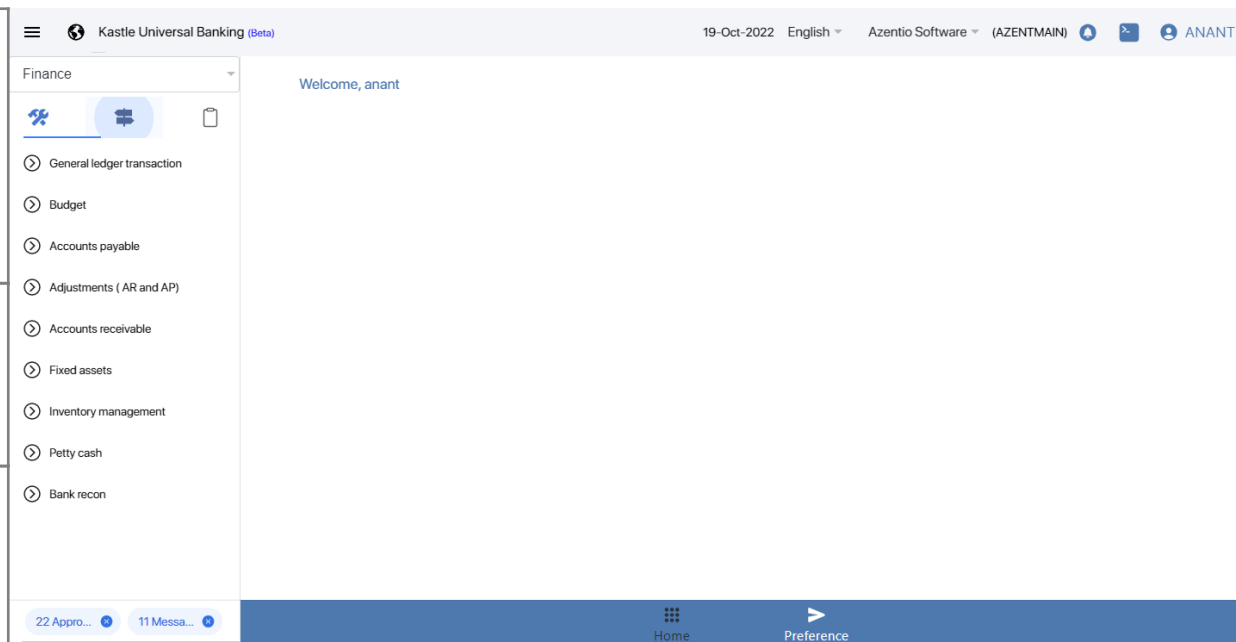 Kastle Universal Banking (Beta)
19-Oct-2022 English Azentio Software (AZENTMAIN) ANANT
Finance
Welcome, anant
General ledger transaction
Budget
Accounts payable
Adjustments ( AR and AP)
Accounts receivable
Fixed assets
Inventory management
Petty cash
Bank recon
22 Appro... 11 Messa...
Home Preference